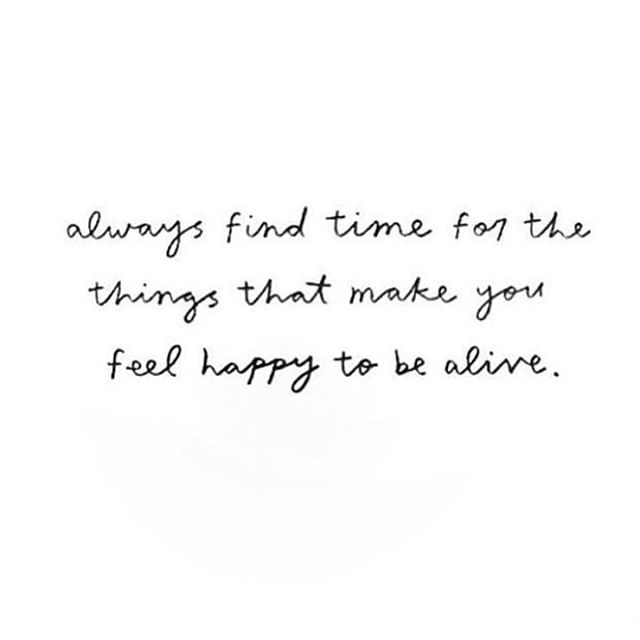 always find time for the
things that make you
feel happy to be alive.